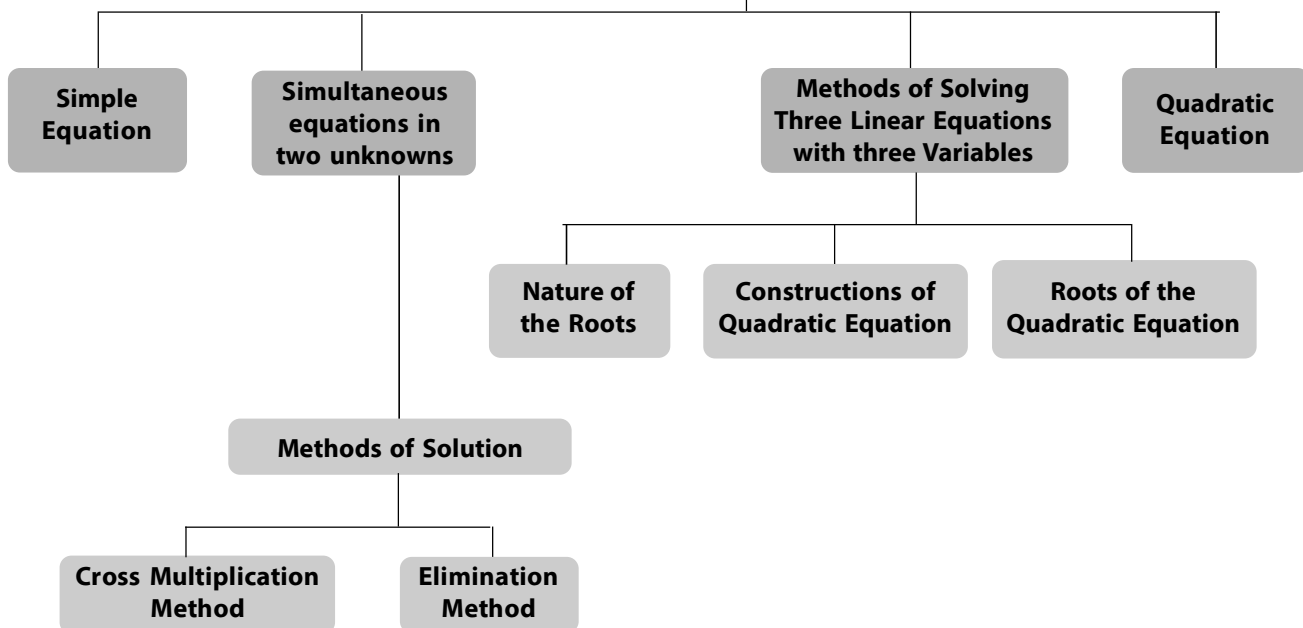 Simple
Equation
Simultaneous
equations in
two unknowns
Methods of Solving
Three Linear Equations
with three Variables
Quadratic
Equation
Nature of
the Roots
Constructions of
Quadratic Equation
Roots of the
Quadratic Equation
Methods of Solution
Cross Multiplication
Method
Elimination
Method